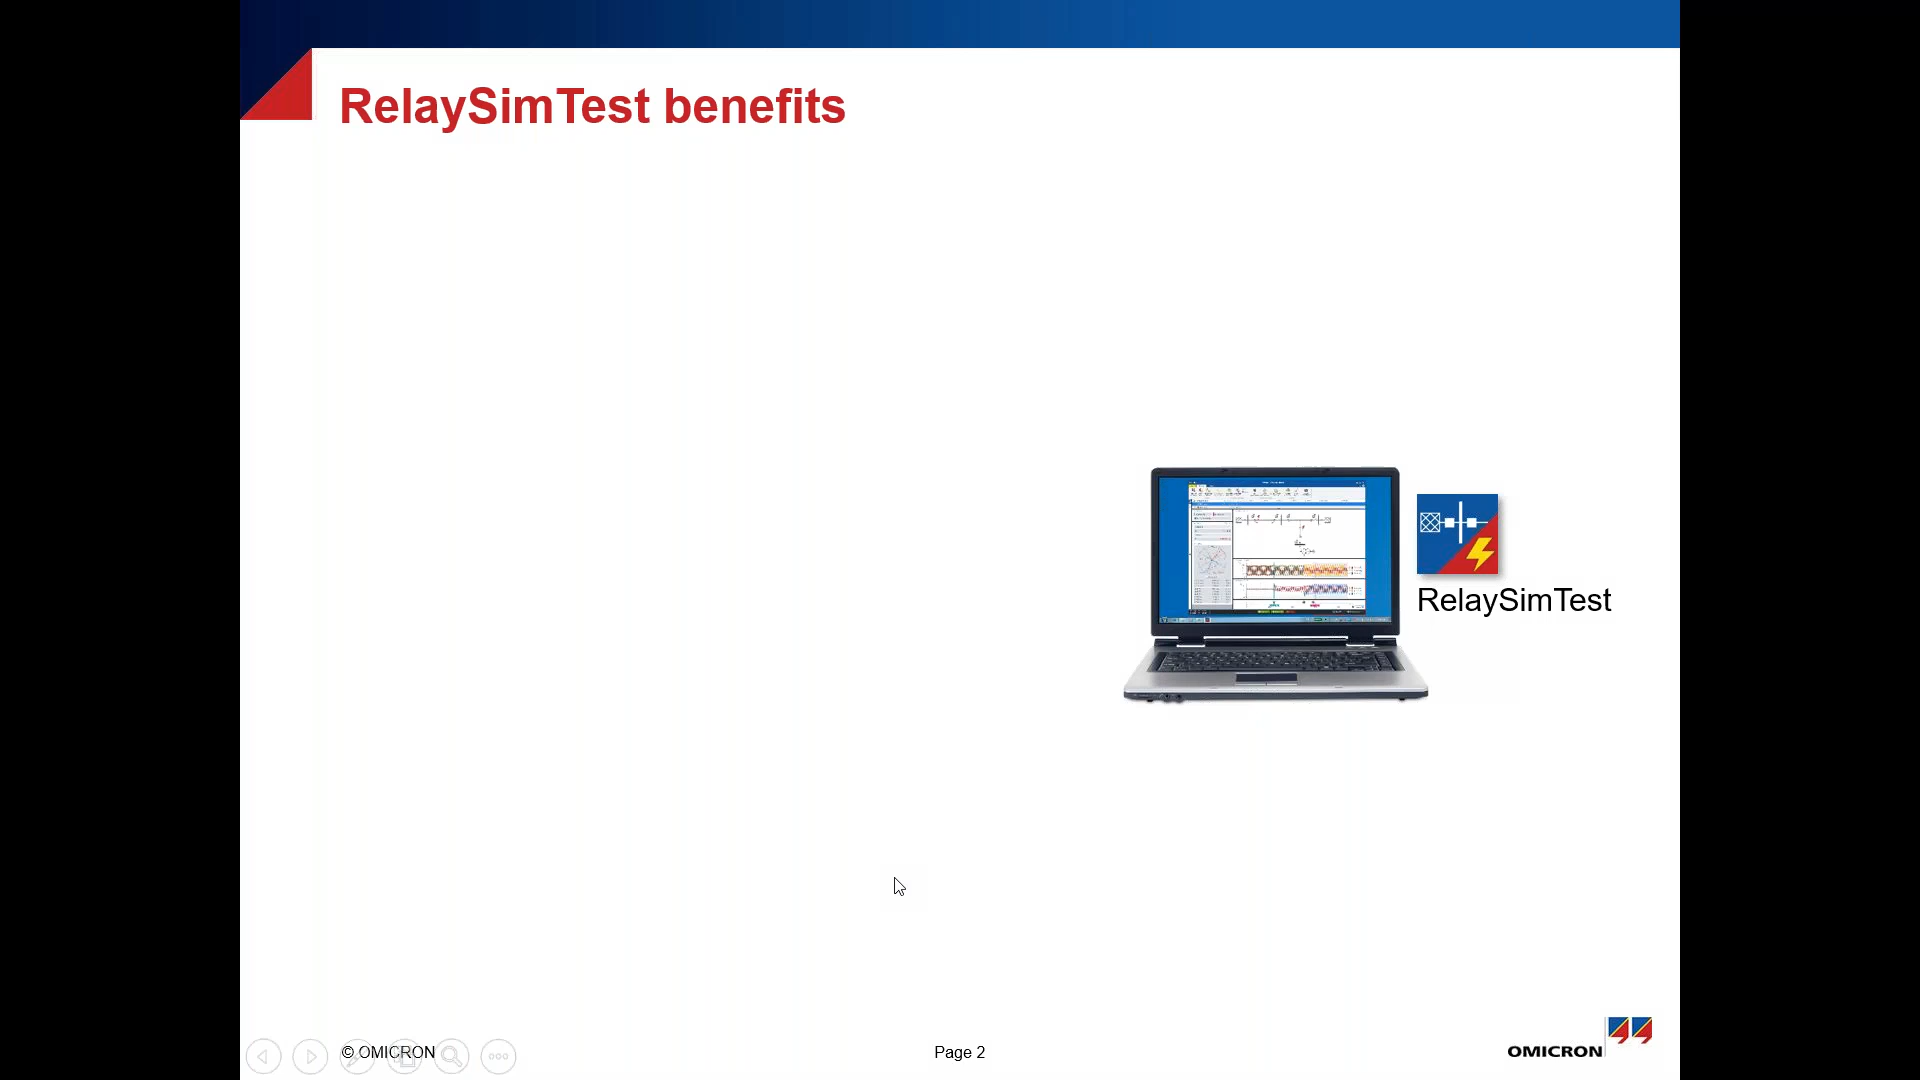 RelaySimTest benefits
RelaySimTest
© OMICRON
Page 2
OMICRON